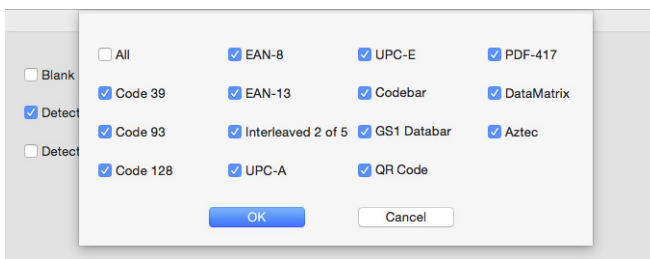 All EAN-8 UPC-E PDF-417
Blank
Code 39 EAN-13 Codebar DataMatrix
Detect
Code 93 Interleaved 2 of 5 GS1 Databar Aztec
Detect
Code 128 UPC-A QR Code
OK Cancel